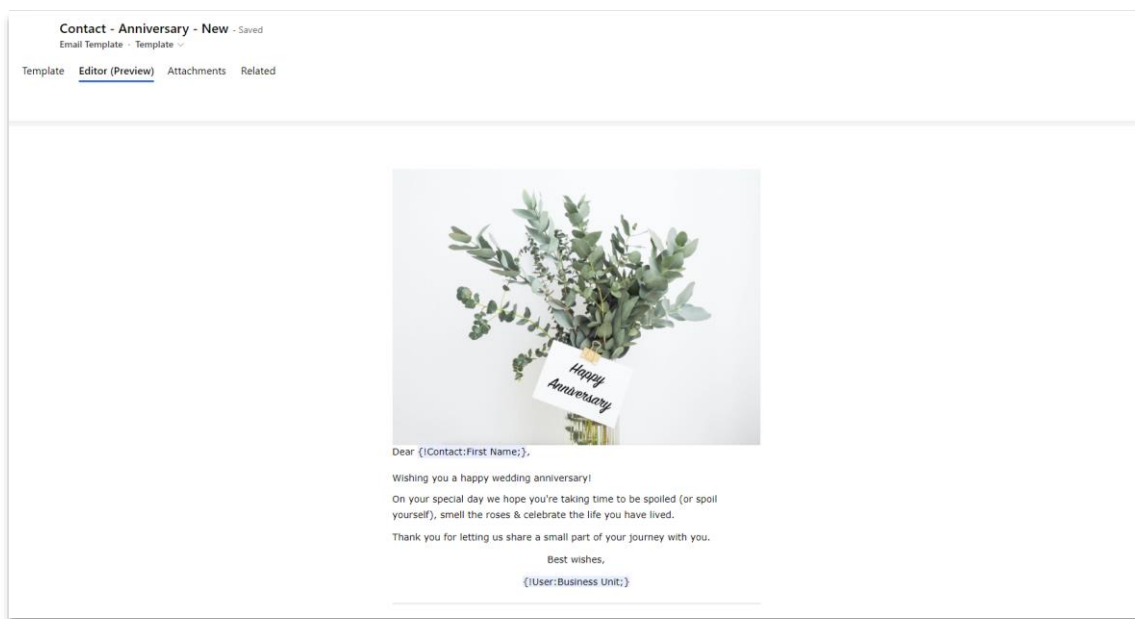 Contact - Anniversary - New - Saved
Email Template · Template
Template Editor (Preview) Attachments Related
Happy
Anniversary
Dear {!Contact:First Name;},
Wishing you a happy wedding anniversary!
On your special day we hope you're taking time to be spoiled (or spoil
yourself), smell the roses & celebrate the life you have lived.
Thank you for letting us share a small part of your journey with you.
Best wishes,
{!User:Business Unit;}